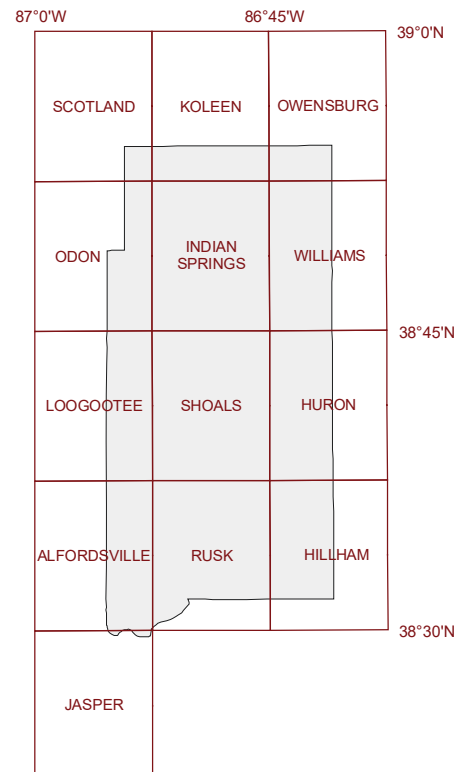 87°0'W
86°45'W
39°0'N
SCOTLAND
KOLEEN
OWENSBURG
ODON
INDIAN
SPRINGS
WILLIAMS
38°45'N
LOOGOOTEE
SHOALS
HURON
ALFORDSVILLE
RUSK
HILLHAM
38°30'N
JASPER